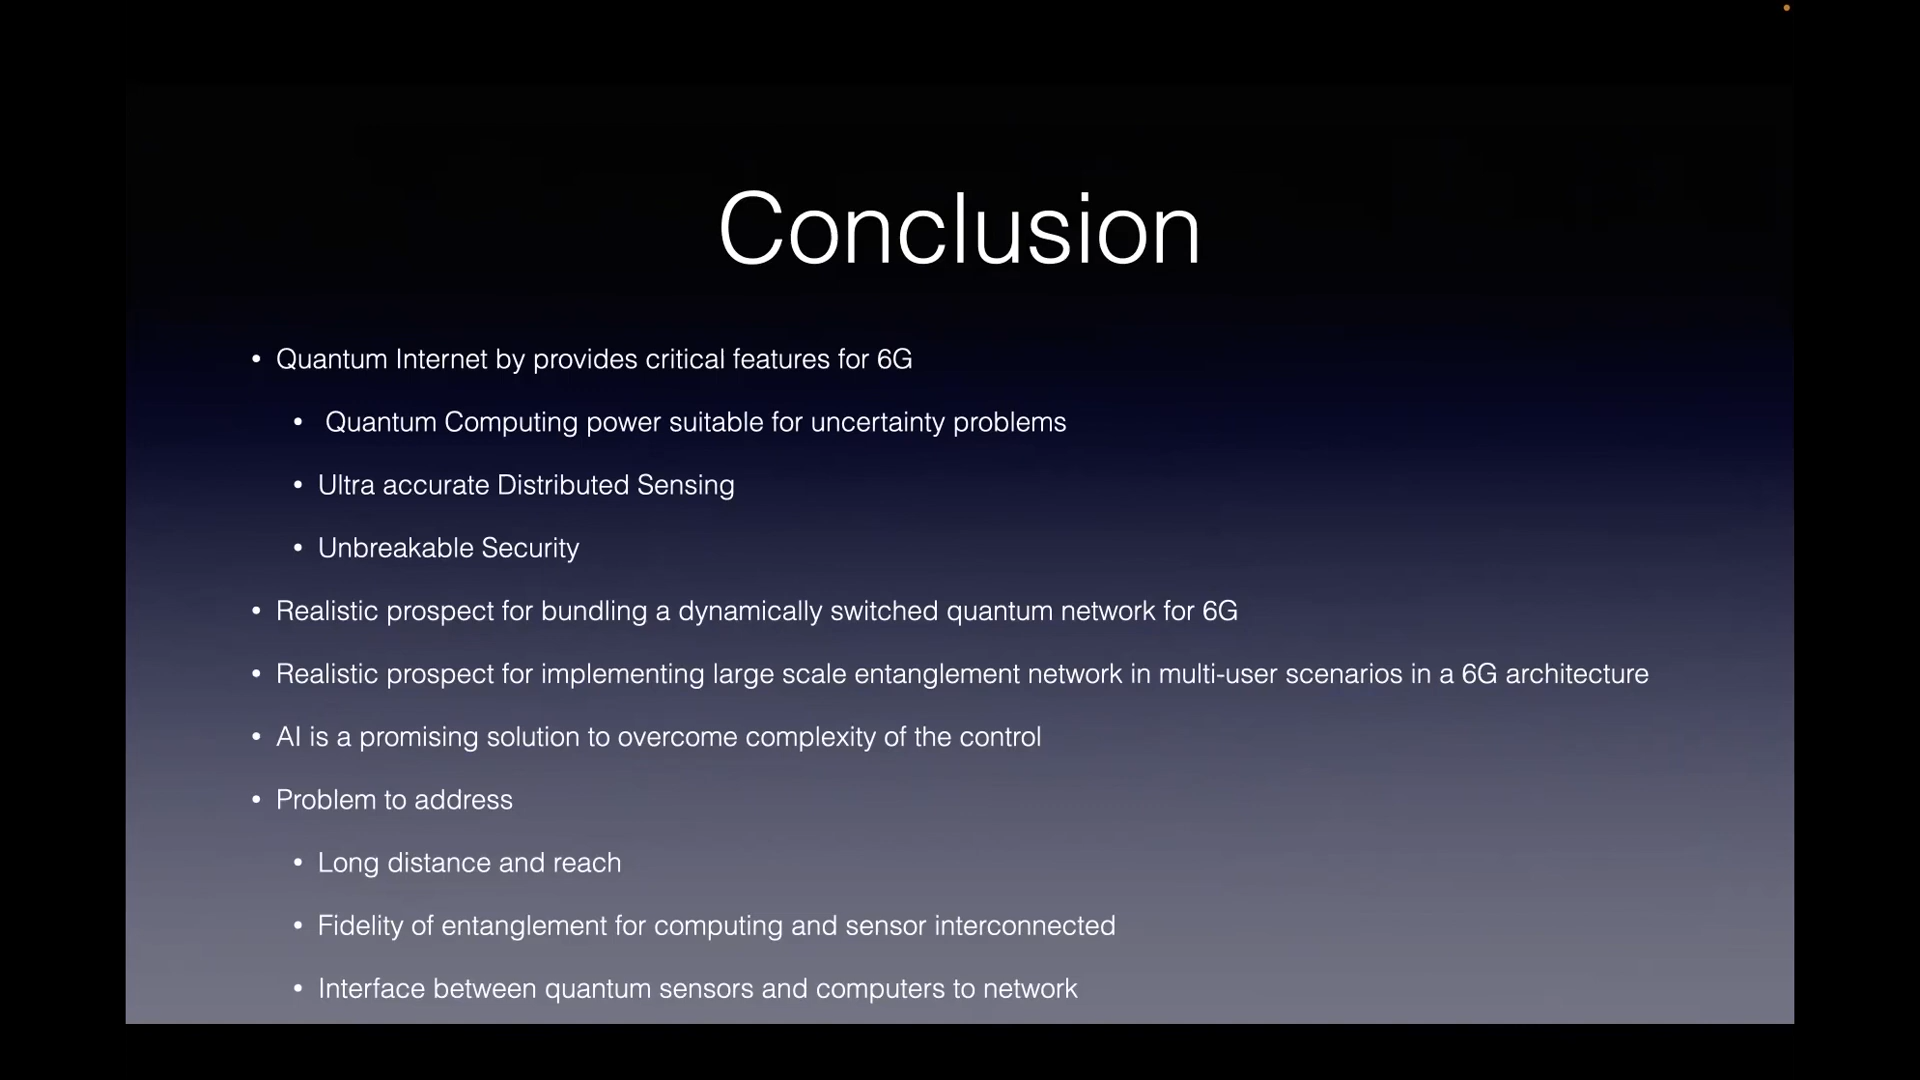 Conclusion
• Quantum Internet by provides critical features for 6G
• Quantum Computing power suitable for uncertainty problems
• Ultra accurate Distributed Sensing
• Unbreakable Security
• Realistic prospect for bundling a dynamically switched quantum network for 6G
• Realistic prospect for implementing large scale entanglement network in multi-user scenarios in a 6G architecture
• AI is a promising solution to overcome complexity of the control
• Problem to address
• Long distance and reach
• Fidelity of entanglement for computing and sensor interconnected
• Interface between quantum sensors and computers to network